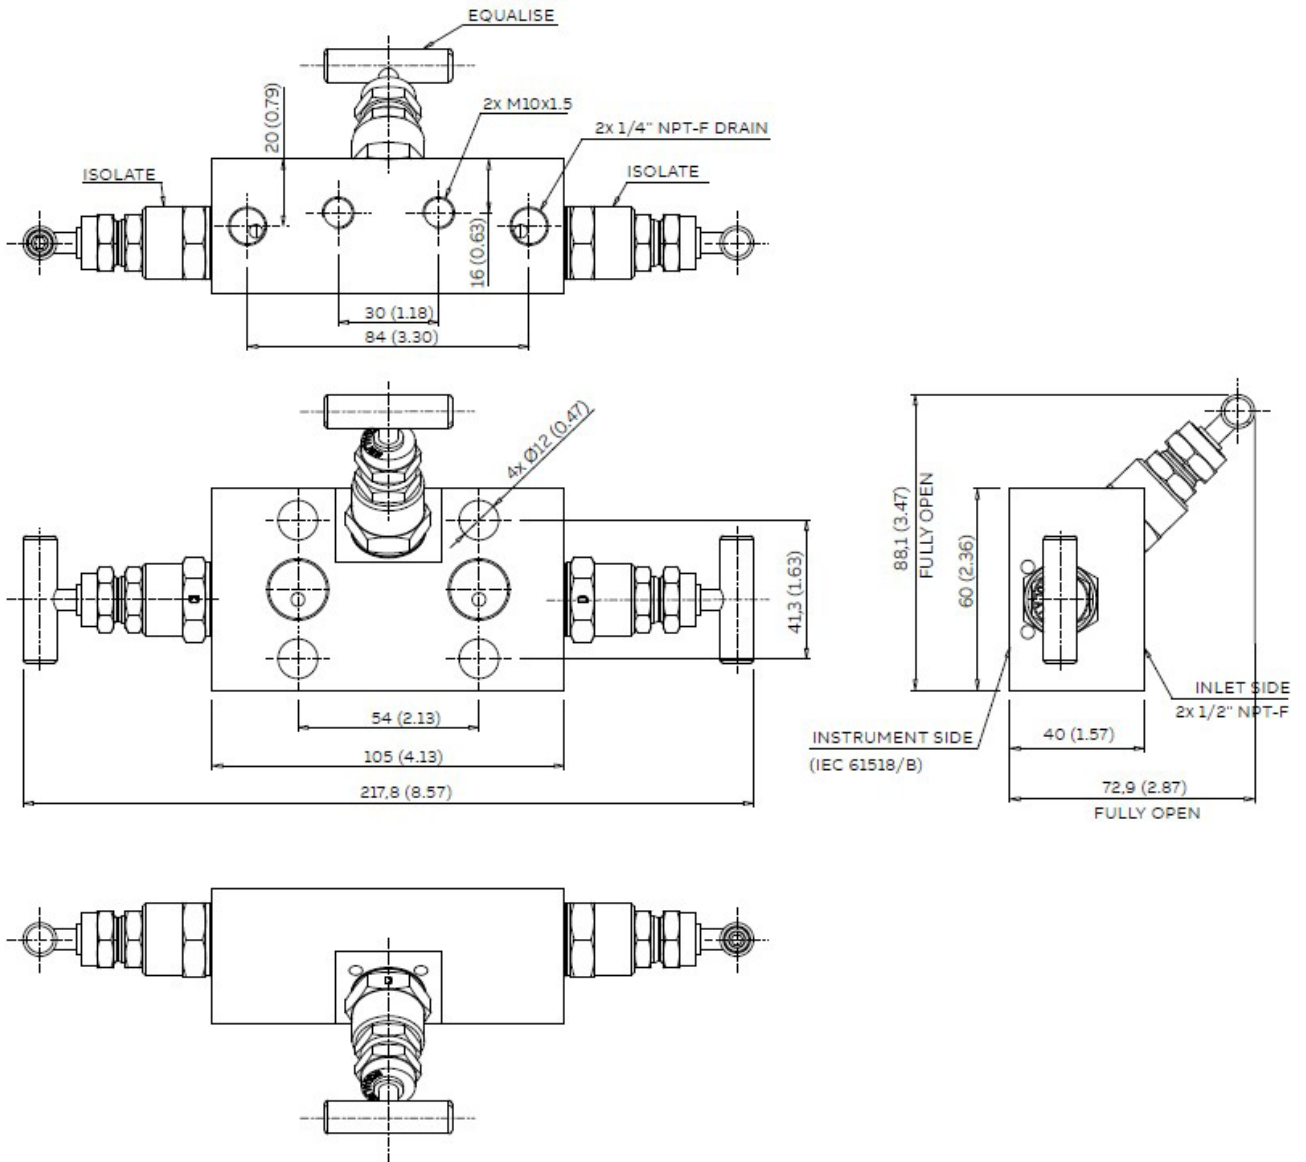 EQUALISE
20 (0.79)
2x M10x1.5
2x 1/4" NPT-F DRAIN
ISOLATE
ISOLATE
16 (0.63)
30 (1.18)
84 (3.30)
4x Ø12 (0.47)
41,3 (1.63)
54 (2.13)
105 (4.13)
217,8 (8.57)
88,1 (3.47)
FULLY OPEN
60 (2.36)
INLET SIDE
2x 1/2" NPT-F
INSTRUMENT SIDE
(IEC 61518/B)
40 (1.57)
72,9 (2.87)
FULLY OPEN